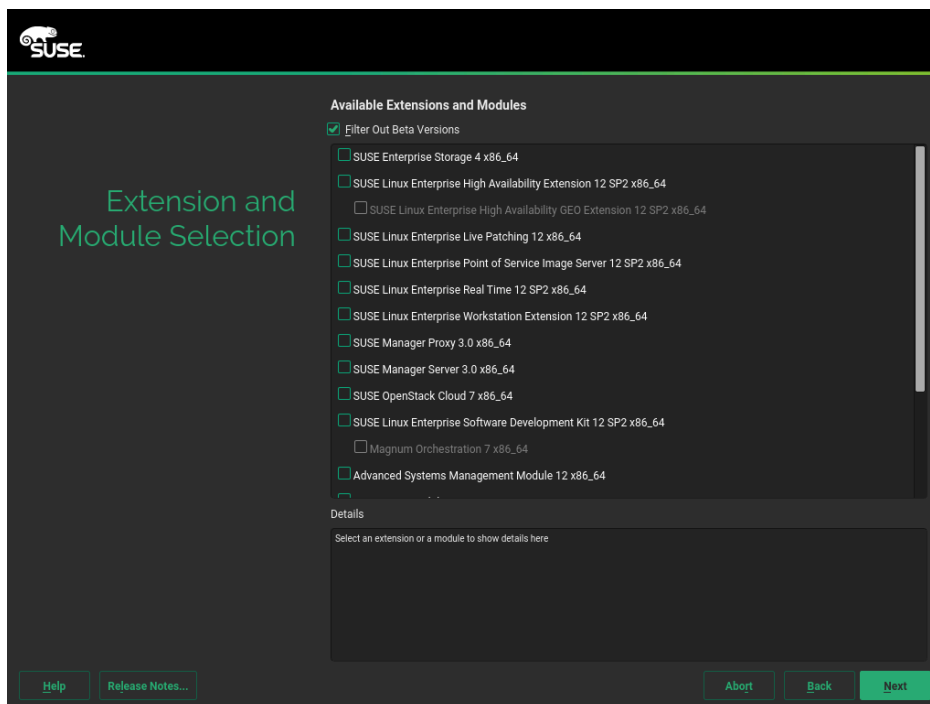 SUSE.
Extension and
Module Selection
Available Extensions and Modules
Filter Out Beta Versions
SUSE Enterprise Storage 4 x86_64
SUSE Linux Enterprise High Availability Extension 12 SP2 x86_64
SUSE Linux Enterprise High Availability GEO Extension 12 SP2 x86_64
SUSE Linux Enterprise Live Patching 12 x86_64
SUSE Linux Enterprise Point of Service Image Server 12 SP2 x86_64
SUSE Linux Enterprise Real Time 12 SP2 x86_64
SUSE Linux Enterprise Workstation Extension 12 SP2 x86_64
SUSE Manager Proxy 3.0 x86_64
SUSE Manager Server 3.0 x86_64
SUSE OpenStack Cloud 7 x86_64
SUSE Linux Enterprise Software Development Kit 12 SP2 x86_64
Magnum Orchestration 7 x86_64
Advanced Systems Management Module 12 x86_64
Details
Select an extension or a module to show details here
Help
Release Notes...
Abort
Back
Next